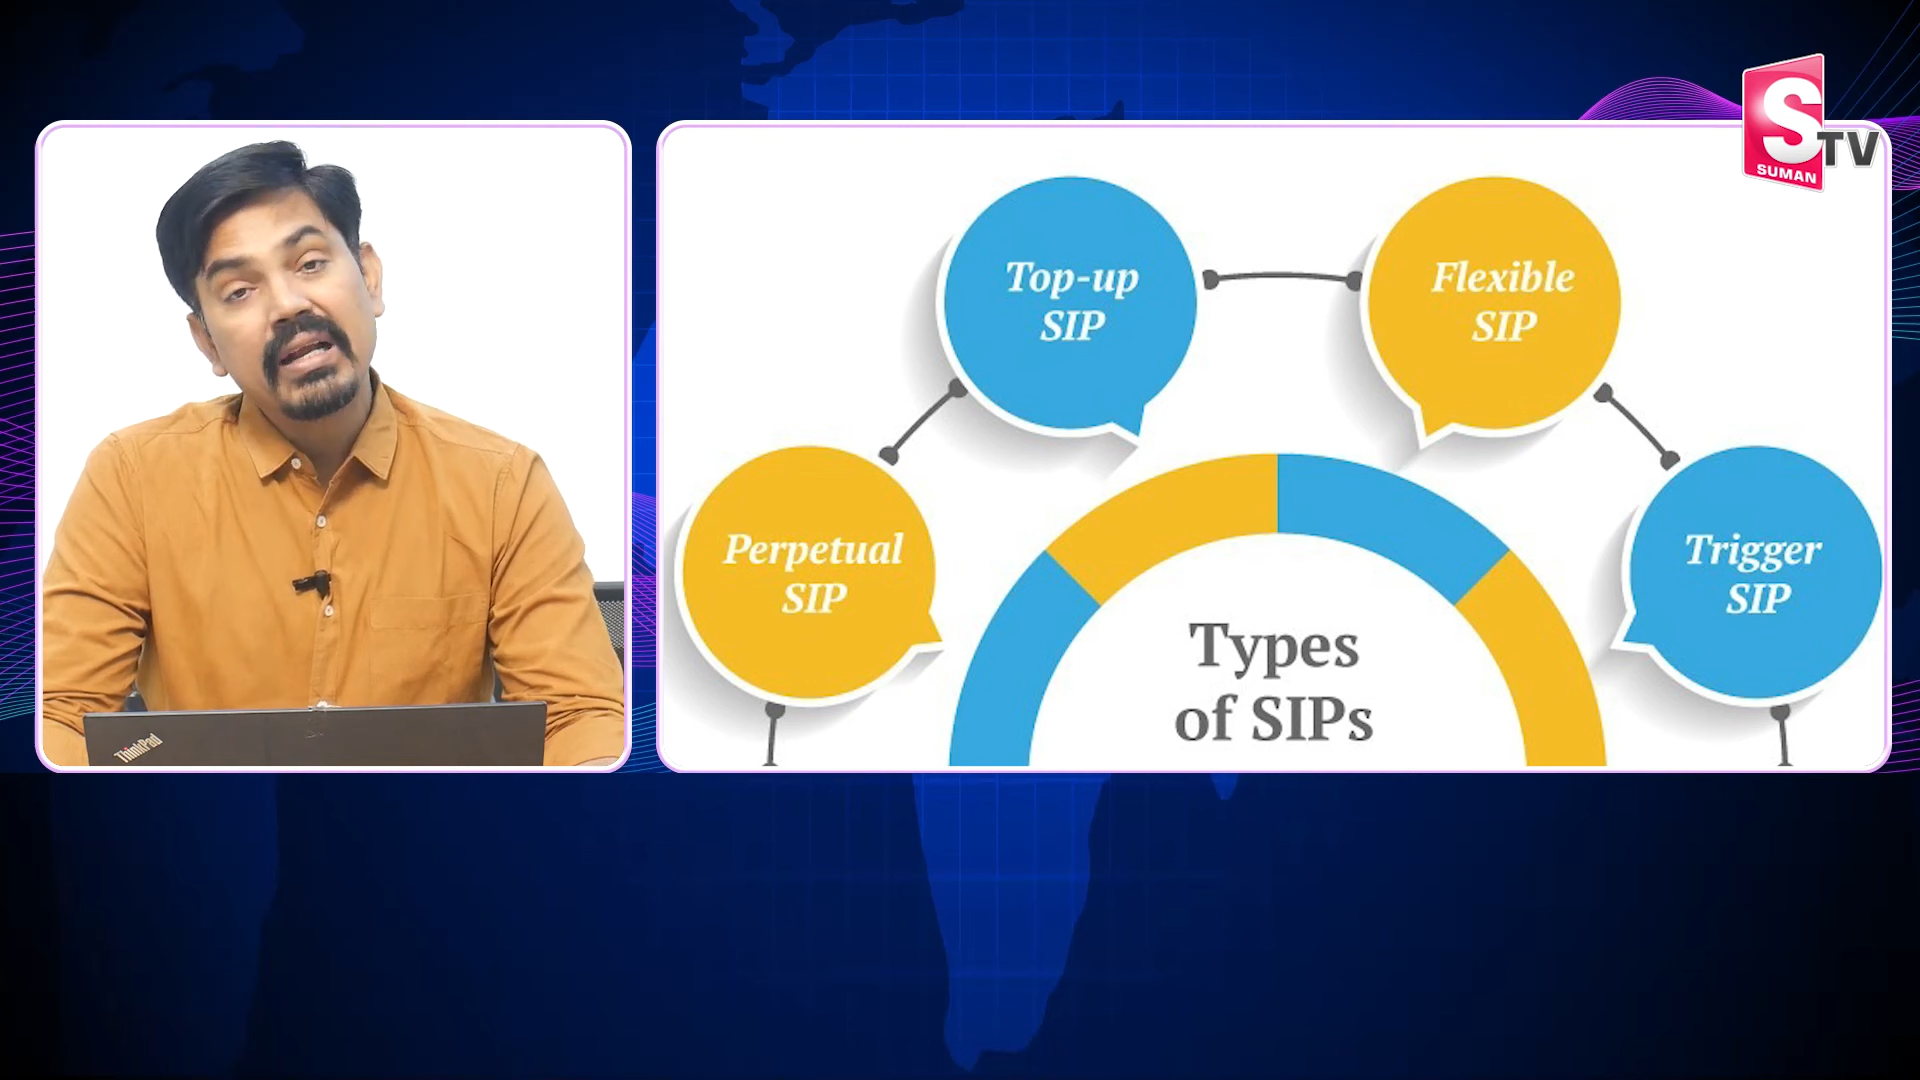 S
TV
SUMAN
Top-up
SIP
Flexible
SIP
Perpetual
SIP
Trigger
SIP
Types
of SIPs
ThinkPad